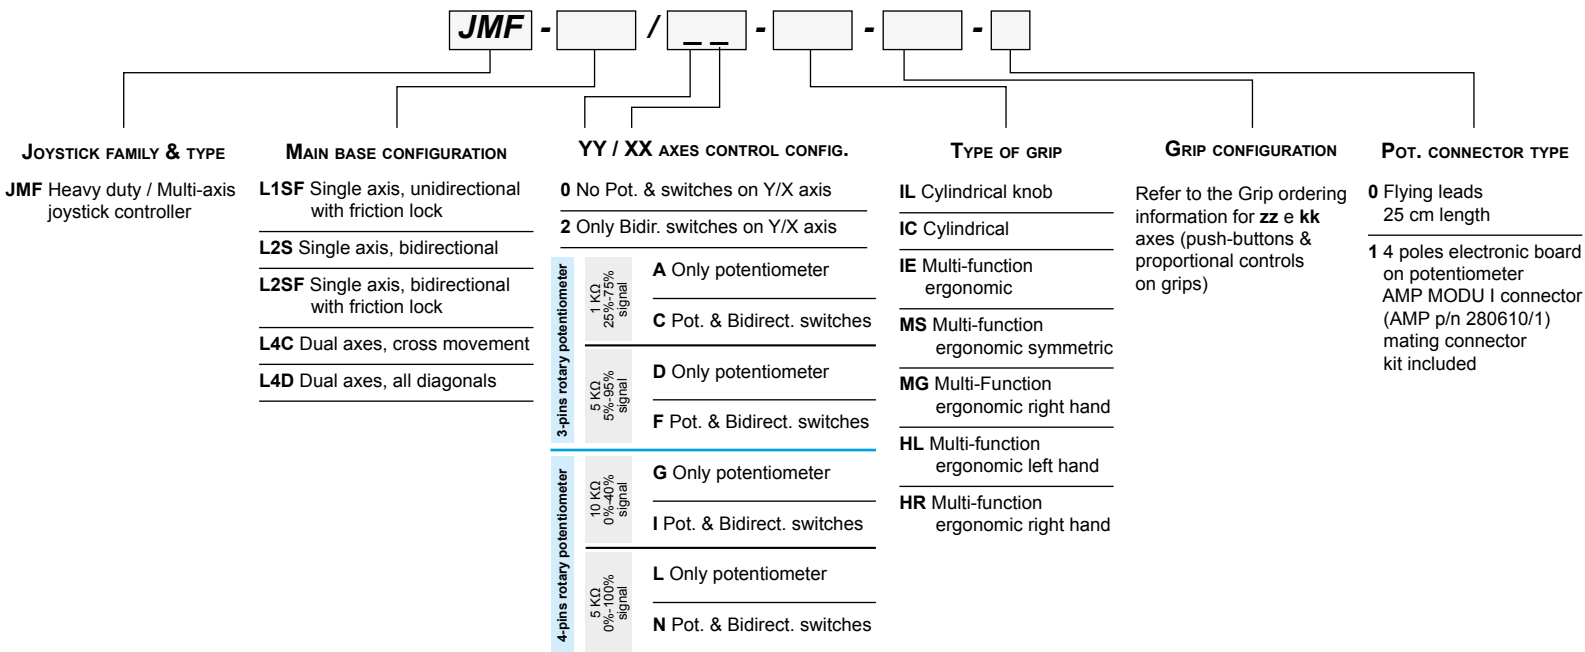 JMF - / _ _ - - -
JOYSTICK FAMILY & TYPE
JMF Heavy duty / Multi-axis
joystick controller
MAIN BASE CONFIGURATION
L1SF Single axis, unidirectional
with friction lock
L2S Single axis, bidirectional
L2SF Single axis, bidirectional
with friction lock
L4C Dual axes, cross movement
L4D Dual axes, all diagonals
YY / XX AXES CONTROL CONFIG.
0 No Pot. & switches on Y/X axis
2 Only Bidir. switches on Y/X axis
3-pins rotary potentiometer
1 KΩ
25%-75%
signal
A Only potentiometer
C Pot. & Bidirect. switches
5 KΩ
5%-95%
signal
D Only potentiometer
F Pot. & Bidirect. switches
4-pins rotary potentiometer
10 KΩ
0%-40%
signal
G Only potentiometer
I Pot. & Bidirect. switches
5 KΩ
0%-100%
signal
L Only potentiometer
N Pot. & Bidirect. switches
TYPE OF GRIP
IL Cylindrical knob
IC Cylindrical
IE Multi-function
ergonomic
MS Multi-function
ergonomic symmetric
MG Multi-Function
ergonomic right hand
HL Multi-function
ergonomic left hand
HR Multi-function
ergonomic right hand
GRIP CONFIGURATION
Refer to the Grip ordering
information for zz e kk
axes (push-buttons &
proportional controls
on grips)
POT. CONNECTOR TYPE
0 Flying leads
25 cm length
1 4 poles electronic board
on potentiometer
AMP MODU I connector
(AMP p/n 280610/1)
mating connector
kit included